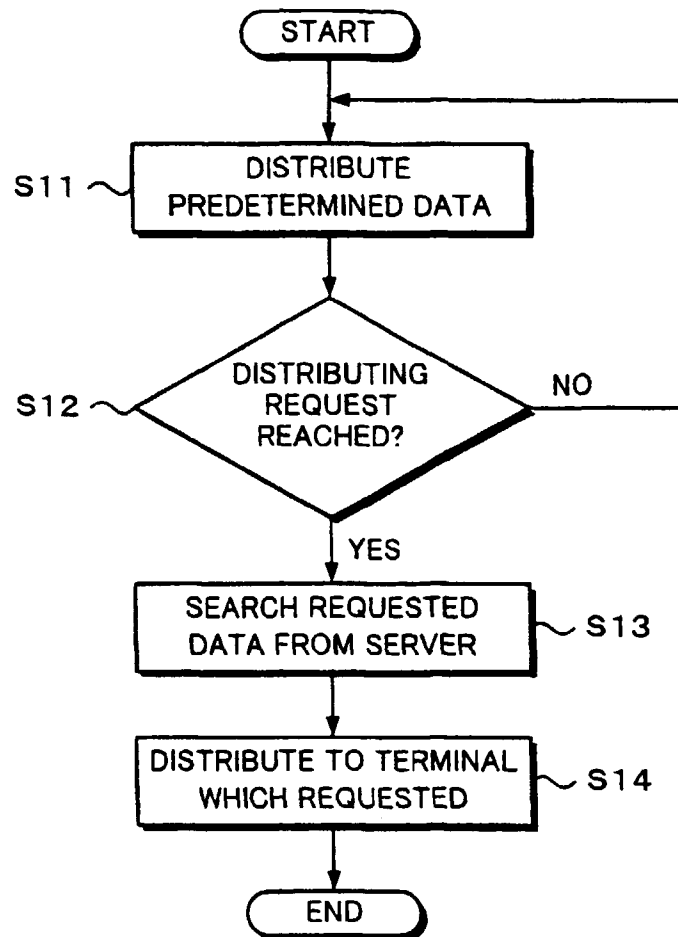 START
S11
DISTRIBUTE
PREDETERMINED DATA
S12
DISTRIBUTING
REQUEST
REACHED?
NO
YES
SEARCH REQUESTED
DATA FROM SERVER
S13
DISTRIBUTE TO TERMINAL
WHICH REQUESTED
S14
END